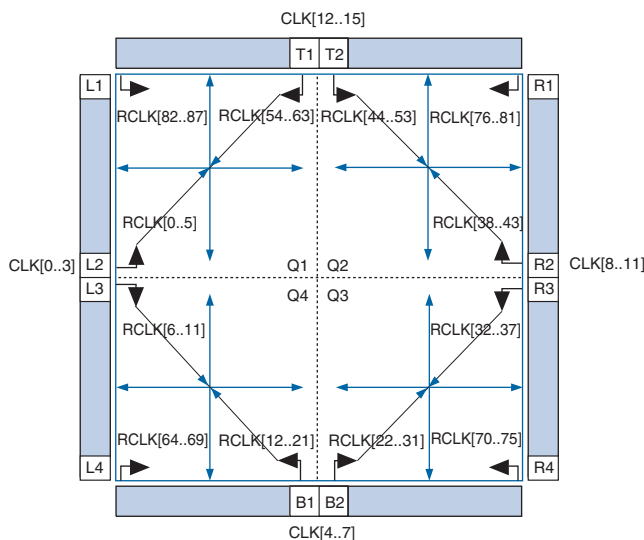 CLK[12..15]
T1 T2
L1 R1
RCLK[82..87] RCLK[54..63] RCLK[44..53] RCLK[76..81]
RCLK[0..5] RCLK[38..43]
CLK[0..3] L2 Q1 Q2 R2 CLK[8..11]
L3 Q4 Q3 R3
RCLK[6..11] RCLK[32..37]
RCLK[64..69] RCLK[12..21] RCLK[22..31] RCLK[70..75]
L4 R4
B1 B2
CLK[4..7]